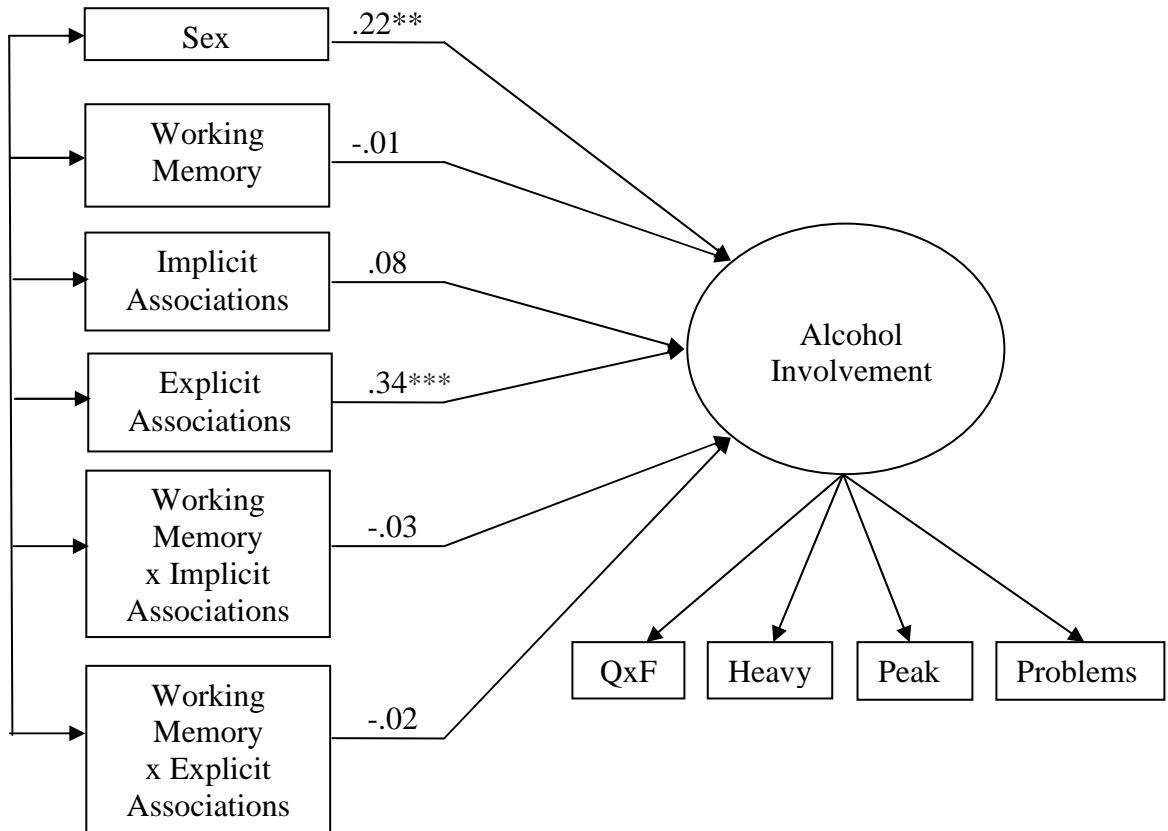 Sex
.22**
Working
Memory
-.01
Implicit
Associations
.08
Explicit
Associations
.34***
Working
Memory
x Implicit
Associations
-.03
Working
Memory
x Explicit
Associations
-.02
Alcohol
Involvement
QxF
Heavy
Peak
Problems